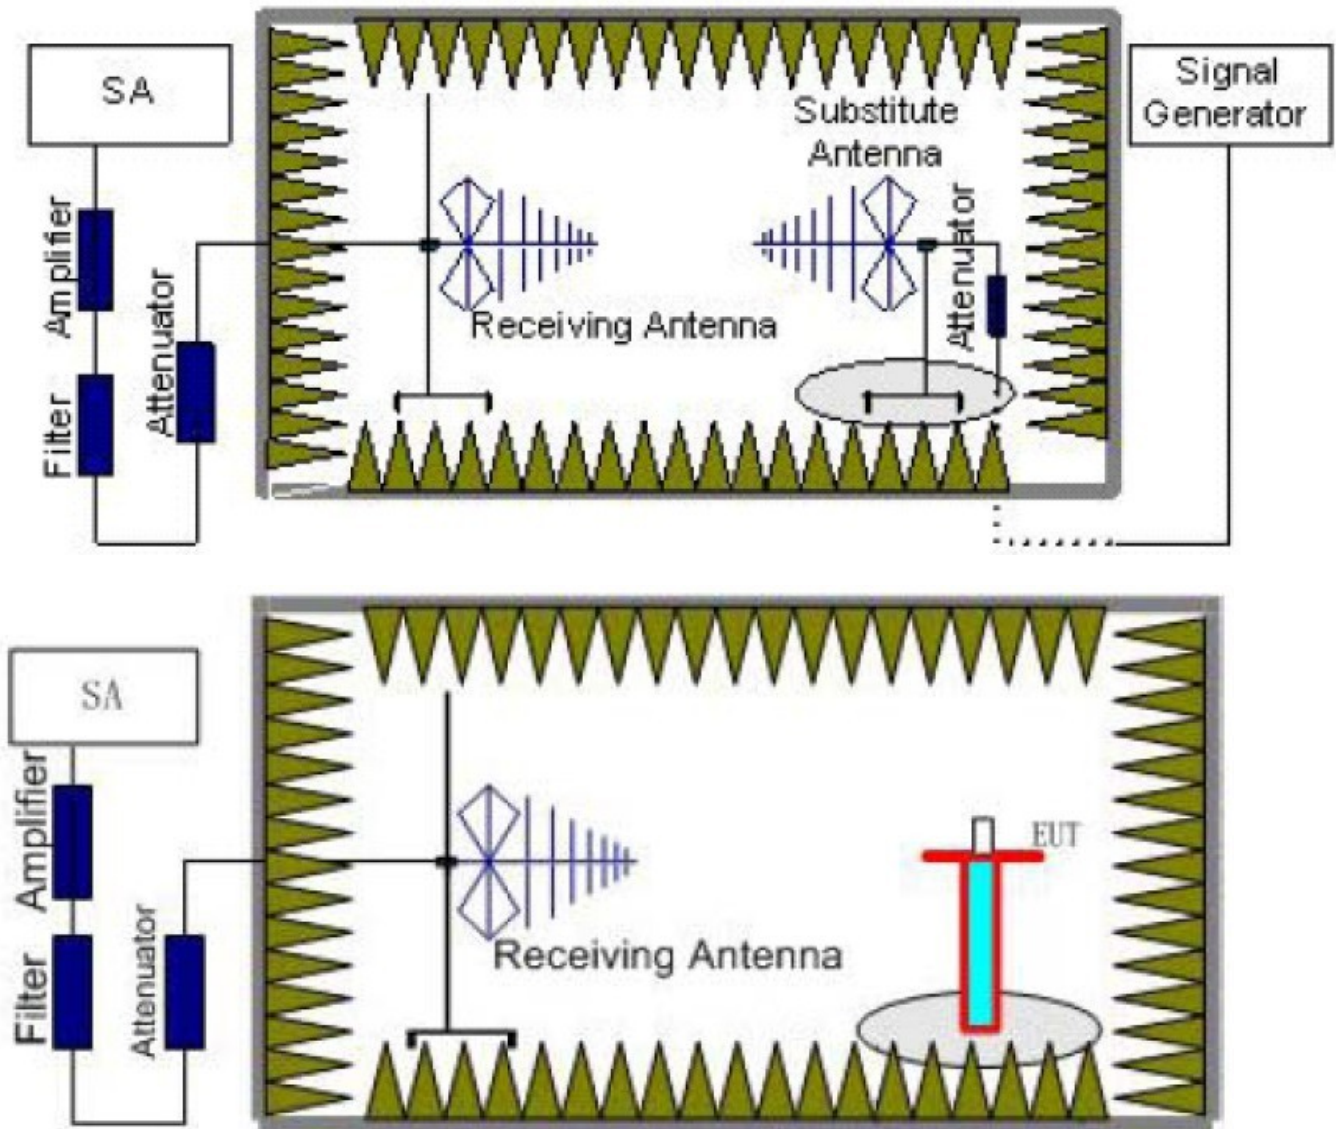 SA
Signal
Generator
Substitute
Antenna
Amplifier
Attenuator
Attenuator
Receiving Antenna
Filter
SA
Amplifier
EUT
Filter
Attenuator
Receiving Antenna